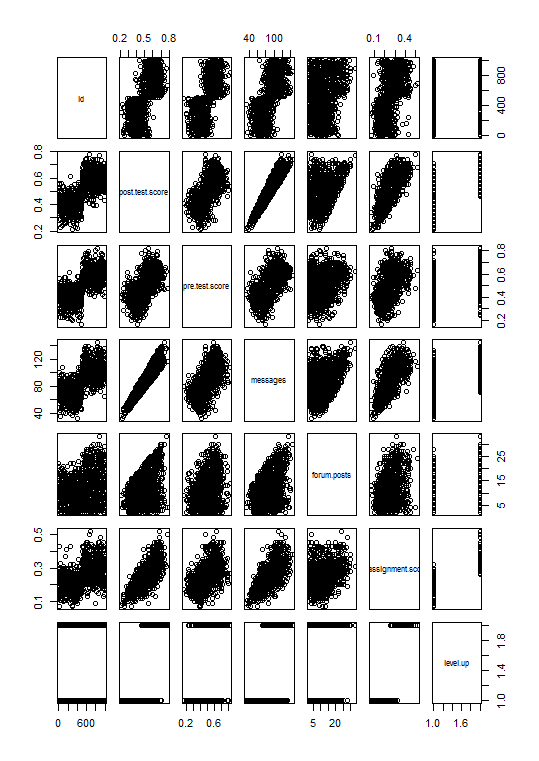 0.2 0.5 0.8
40 100
0.1 0.4
id
0 400 800
0.2 0.4 0.6 0.8
post.test.score
pre.test.score
0.2 0.4 0.6 0.8
40 80 120
messages
forum.posts
5 15 25
0.1 0.3 0.5
assignment.sco
level.up
1.0 1.4 1.8
0 600
0.2 0.6
5 20
1.0 1.6